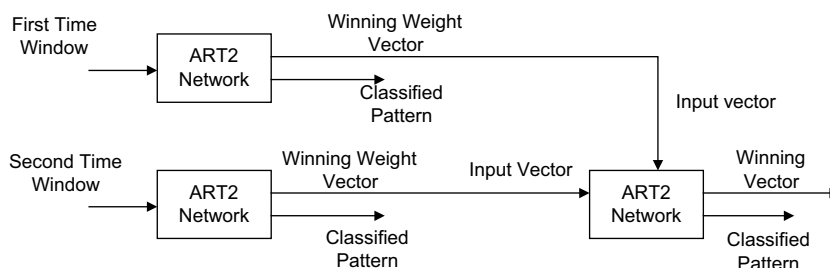 First Time
Window
ART2
Network
Winning Weight
Vector
Classified
Pattern
Input vector
Second Time
Window
ART2
Network
Winning Weight
Vector
Classified
Pattern
Input Vector
ART2
Network
Winning
Vector
Classified
Pattern